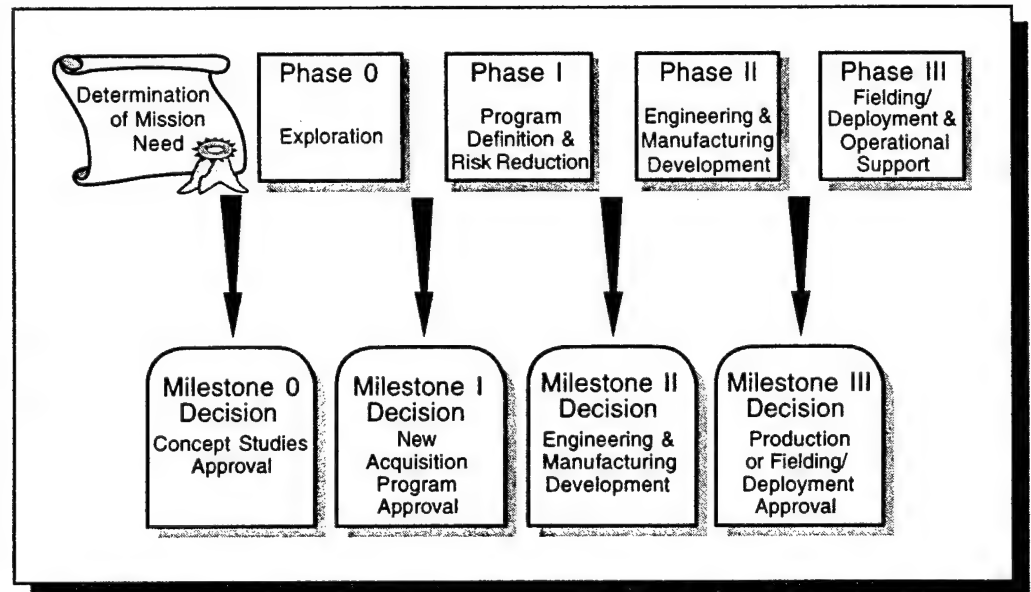 Determination
of Mission
Need
Phase 0
Exploration
Phase I
Program
Definition &
Risk Reduction
Phase II
Engineering &
Manufacturing
Development
Phase III
Fielding/
Deployment &
Operational
Support
Milestone 0
Decision
Concept Studies
Approval
Milestone I
Decision
New
Acquisition
Program
Approval
Milestone II
Decision
Engineering &
Manufacturing
Development
Milestone III
Decision
Production
or Fielding/
Deployment
Approval